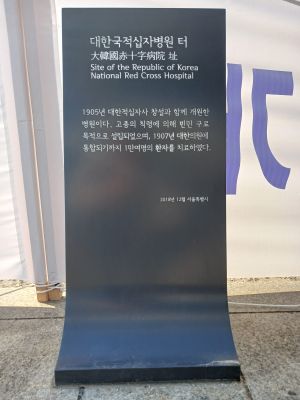 대한국적십자병원 터
大韓國赤十字病院 址
Site of the Republic of Korea
National Red Cross Hospital
1905년 대한적십자사 창설과 함께 개원한
병원이다. 고종의 칙령에 의해 빈민 구료
목적으로 설립되었으며, 1907년 대한의원에
통합되기까지 1만여명의 환자를 치료하였다.
2018년 12월 서울특별시